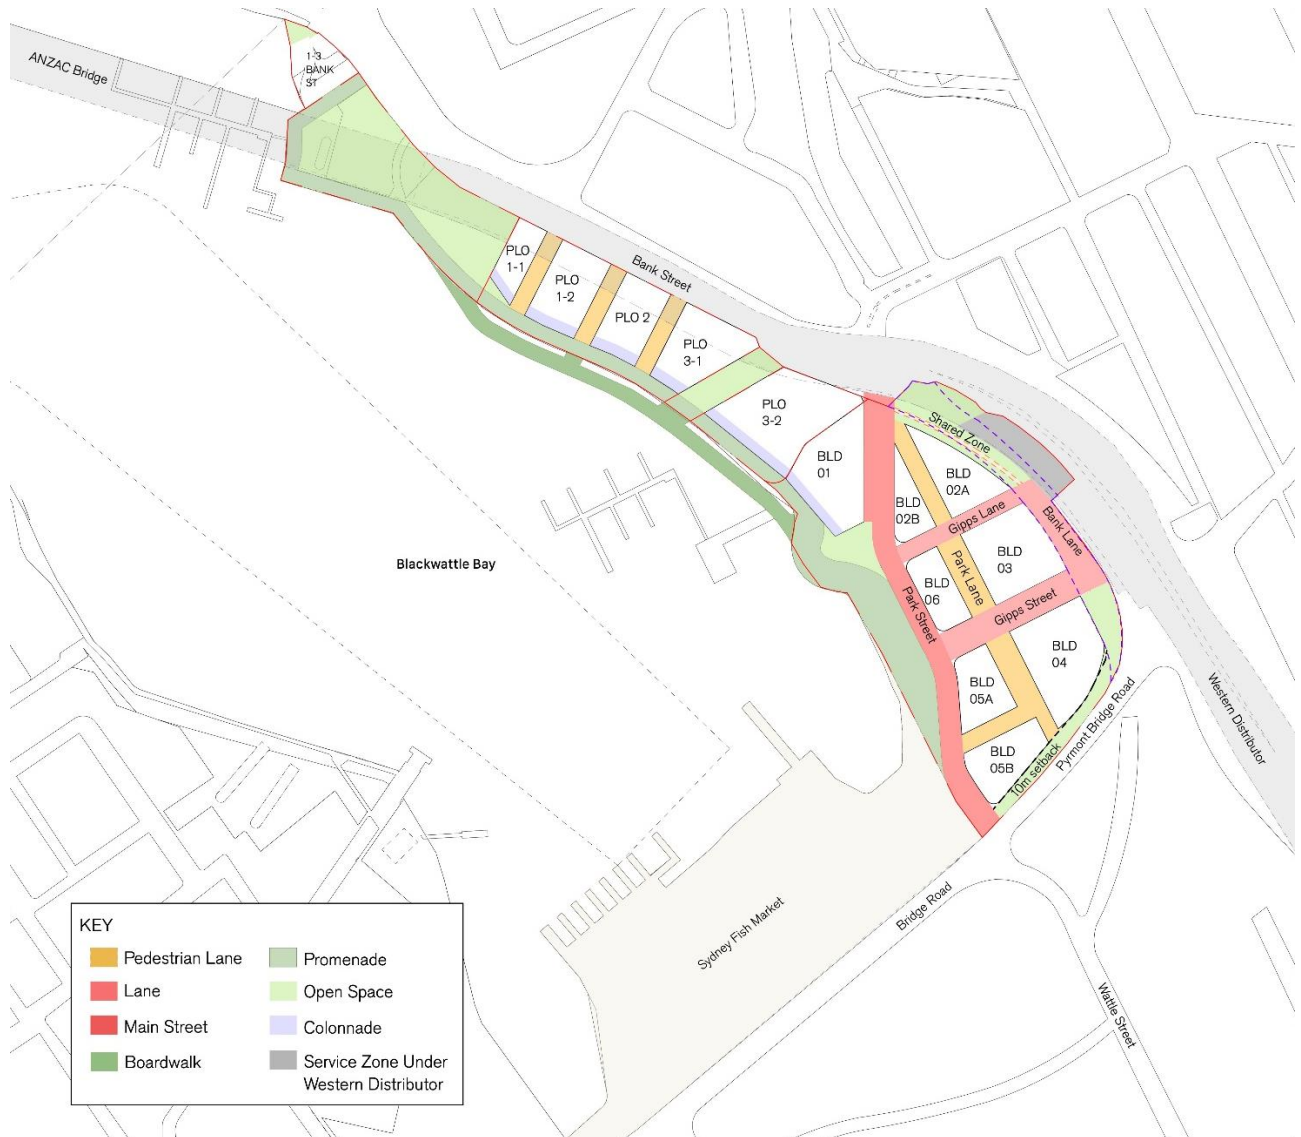 1-3
BANK
ST
ANZAC Bridge
PLO
1-1
PLO
1-2
PLO 2
PLO
3-1
Bank Street
PLO
3-2
BLD
01
Shared Zone
BLD
02A
BLD
02B
Gipps Lane
Bank Lane
BLD
03
Park Lane
BLD
06
Gipps Street
Park Street
Blackwattle Bay
BLD
04
BLD
05A
BLD
05B
10m setback
Pyrmont Bridge Road
Western Distributor
Sydney Fish Market
Bridge Road
Wattle Street
KEY
Pedestrian Lane
Lane
Main Street
Boardwalk
Promenade
Open Space
Colonnade
Service Zone Under
Western Distributor